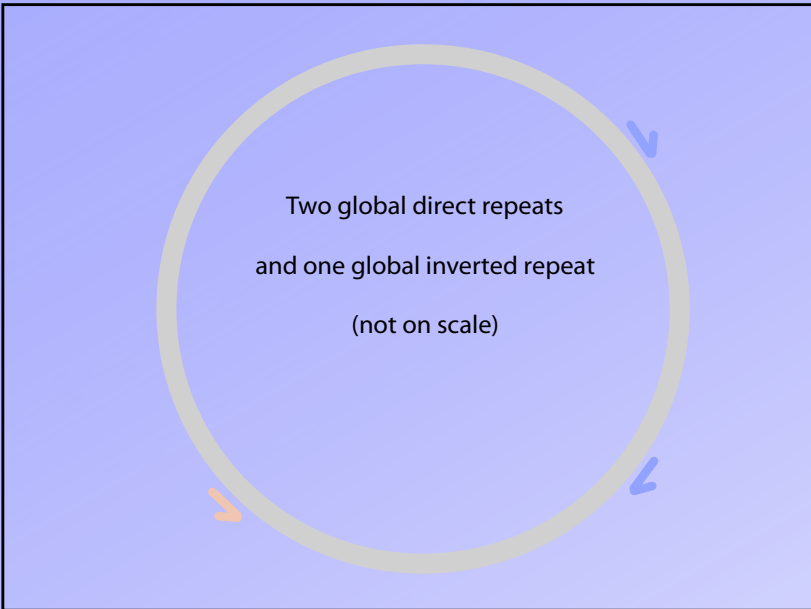 Two global direct repeats
and one global inverted repeat
(not on scale)